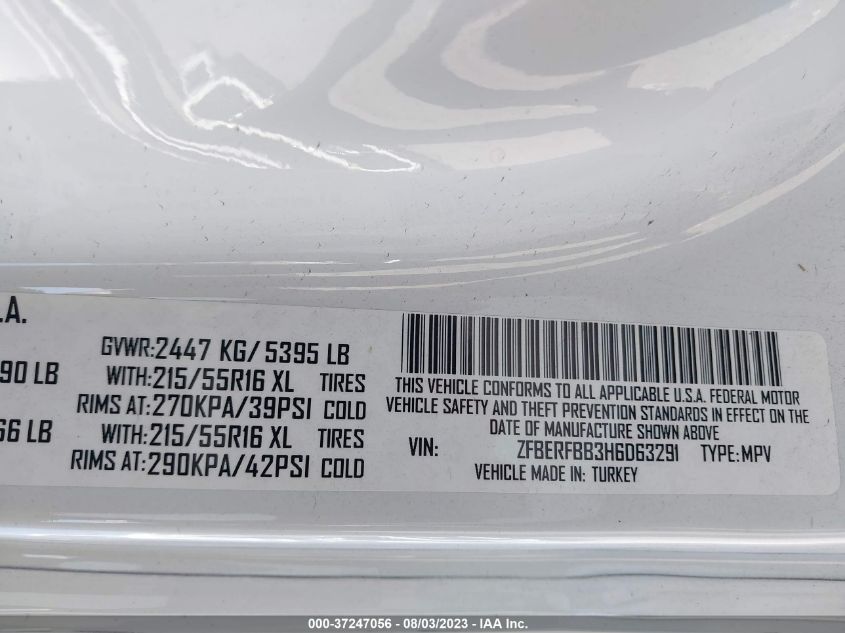 .A.
GVWR:2447 KG/ 5395 LB
90 LB
WITH:215/55R16 XL TIRES
RIMS AT:270KPA/39PSI COLD
66 LB
WITH:215/55R16 XL TIRES
RIMS AT:290KPA/42PSI COLD
THIS VEHICLE CONFORMS TO ALL APPLICABLE U.S.A. FEDERAL MOTOR
VEHICLE SAFETY AND THEFT PREVENTION STANDARDS IN EFFECT ON THE
DATE OF MANUFACTURE SHOWN ABOVE
VIN: ZFBERFBB3H6D63291 TYPE:MPV
VEHICLE MADE IN: TURKEY
000-37247056 - 08/03/2023 - IAA Inc.